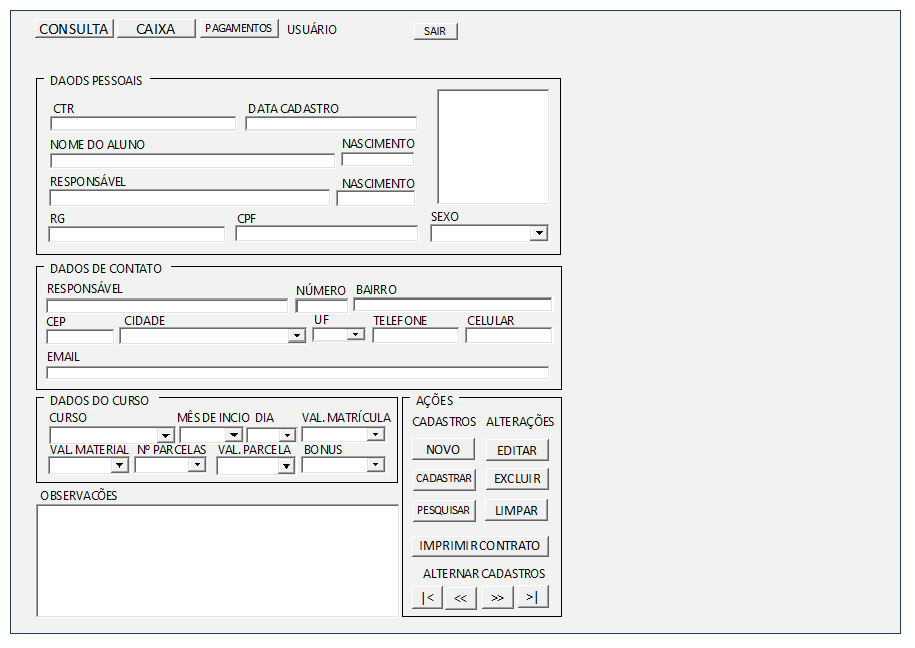 CONSULTA CAIXA PAGAMENTOS USUÁRIO SAIR
DAODS PESSOAIS
CTR DATA CADASTRO
NOME DO ALUNO NASCIMENTO
RESPONSÁVEL NASCIMENTO
RG CPF SEXO
DADOS DE CONTATO
RESPONSÁVEL NÚMERO BAIRRO
CEP CIDADE UF TELEFONE CELULAR
EMAIL
DADOS DO CURSO
CURSO MÊS DE INCIO DIA VAL. MATRÍCULA
VAL. MATERIAL Nº PARCELAS VAL. PARCELA BONUS
OBSERVACÕES
AÇÕES
CADASTROS ALTERAÇÕES
NOVO EDITAR
CADASTRAR EXCLUIR
PESQUISAR LIMPAR
IMPRIMIR CONTRATO
ALTERNAR CADASTROS
|< << >> >|